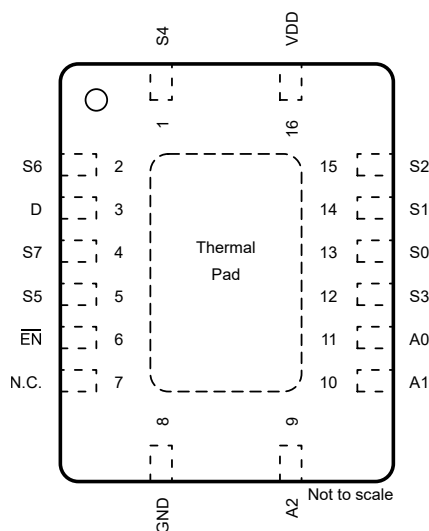 S4 VDD
1 16
S6 2 15 S2
D 3 14 S1
S7 4 13 S0
S5 5 12 S3
EN 6 11 A0
N.C. 7 10 A1
Thermal
Pad
8 9
GND A2
Not to scale